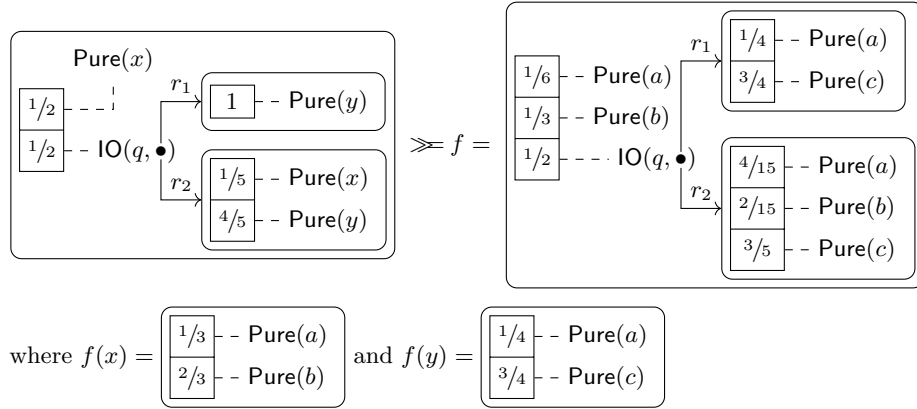 Pure(x)
1/2
1/2 IO(q, •)
r₁
1 Pure(y)
r₂
1/5 Pure(x)
4/5 Pure(y)
≫= f =
1/6 Pure(a)
1/3 Pure(b)
1/2 IO(q, •)
r₁
1/4 Pure(a)
3/4 Pure(c)
r₂
4/15 Pure(a)
2/15 Pure(b)
3/5 Pure(c)
where f(x) = 1/3 Pure(a) 2/3 Pure(b) and f(y) = 1/4 Pure(a) 3/4 Pure(c)